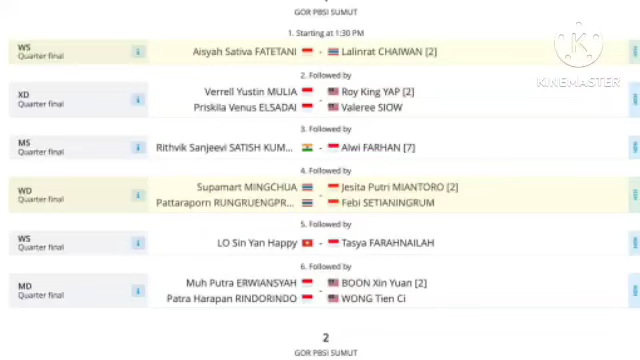 GOR PBSI SUMUT
1. Starting at 1:30 PM
WS
Quarter final
Aisyah Sativa FATETANI - Lalinrat CHAIWAN [2]
2. Followed by
XD
Quarter final
Verrell Yustin MULIA - Roy King YAP [2]
Priskila Venus ELSADAI Valeree SIOW
3. Followed by
MS
Quarter final
Rithvik Sanjeevi SATISH KUM... - Alwi FARHAN [7]
4. Followed by
WD
Quarter final
Supamart MINGCHUA - Jesita Putri MIANTORO [2]
Pattaraporn RUNGRUENGPR... Febi SETIANINGRUM
5. Followed by
WS
Quarter final
LO Sin Yan Happy - Tasya FARAHNAILAH
6. Followed by
MD
Quarter final
Muh Putra ERWIANSYAH - BOON Xin Yuan [2]
Patra Harapan RINDORINDO WONG Tien Ci
2
GOR PBSI SUMUT
KINEMASTER